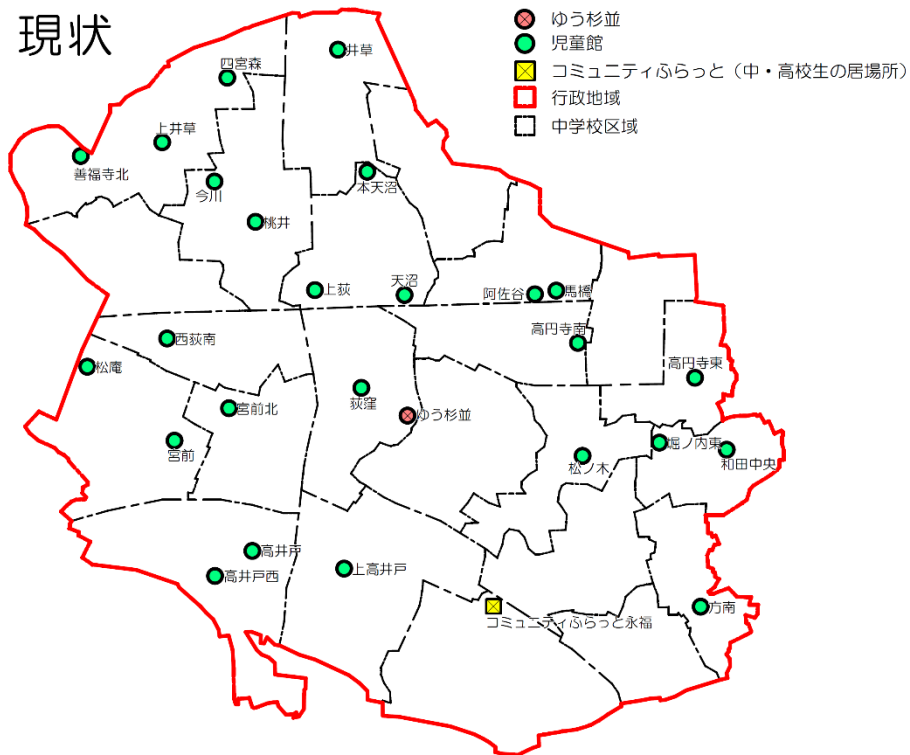 現状
ゆう杉並
児童館
コミュニティふらっと（中・高校生の居場所）
行政地域
中学校区域
井草
四宮森
上井草
善福寺北
今川
本天沼
桃井
上荻
天沼
阿佐谷
馬橋
西荻南
高円寺南
松庵
高円寺東
宮前北
荻窪
ゆう杉並
宮前
松ノ木
堀ノ内東
和田中央
高井戸
高井戸西
上高井戸
コミュニティふらっと永福
方南